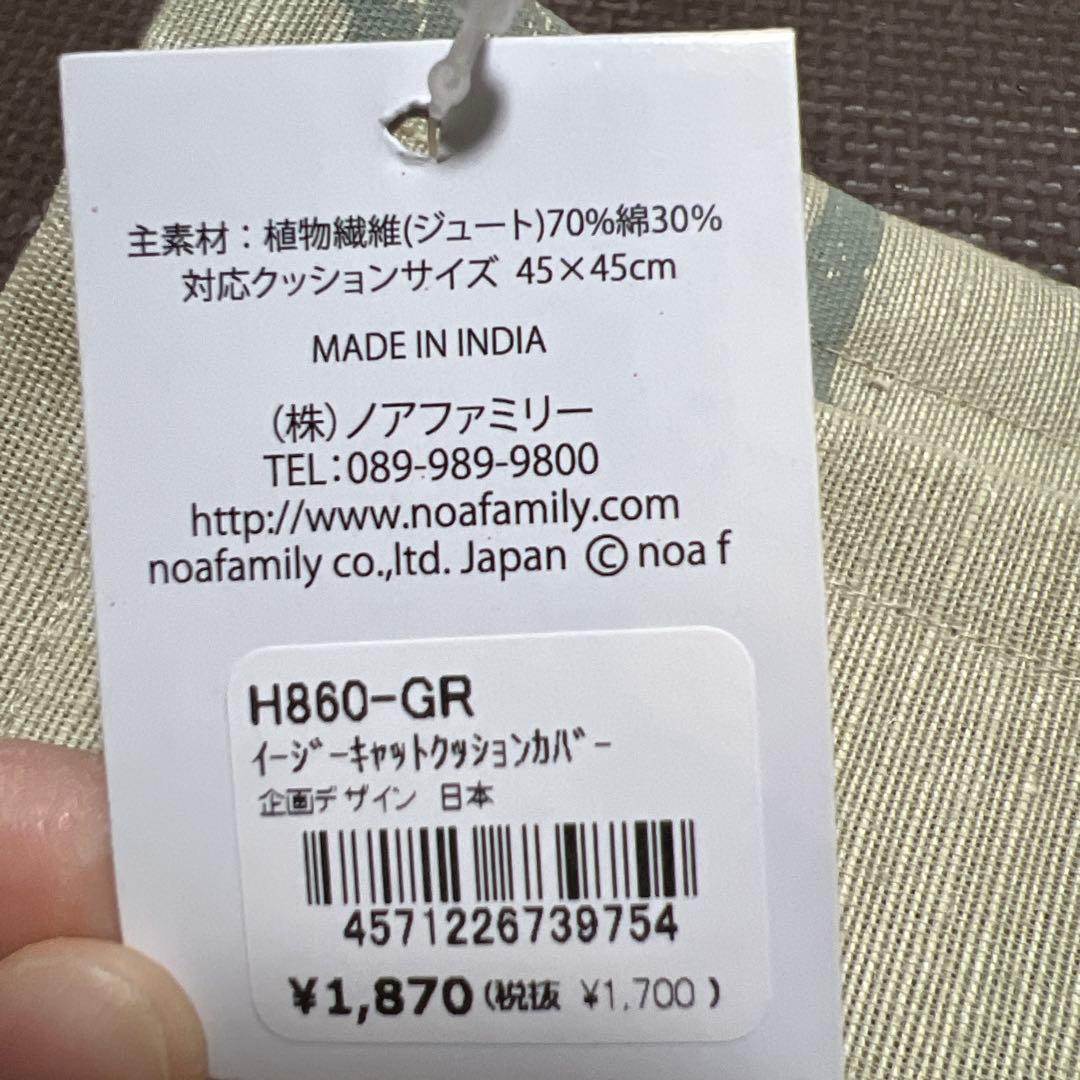 主素材：植物繊維(ジュート)70%綿30%
対応クッションサイズ 45×45cm
MADE IN INDIA
(株)ノアファミリー
TEL:089-989-9800
http://www.noafamily.com
noafamily co.,ltd. Japan ©noa f
H860-GR
イージーキャットクッションカバー
企画デザイン 日本
4571226739754
¥1,870(税抜 ¥1,700)